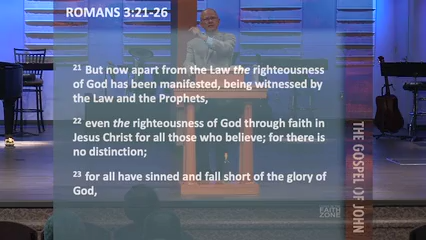 ROMANS 3:21-26
21 But now apart from the Law the righteousness
of God has been manifested, being witnessed by
the Law and the Prophets,
22 even the righteousness of God through faith in
Jesus Christ for all those who believe; for there is
no distinction;
23 for all have sinned and fall short of the glory of
God,
THE GOSPEL OF JOHN
FAITH
ZONE